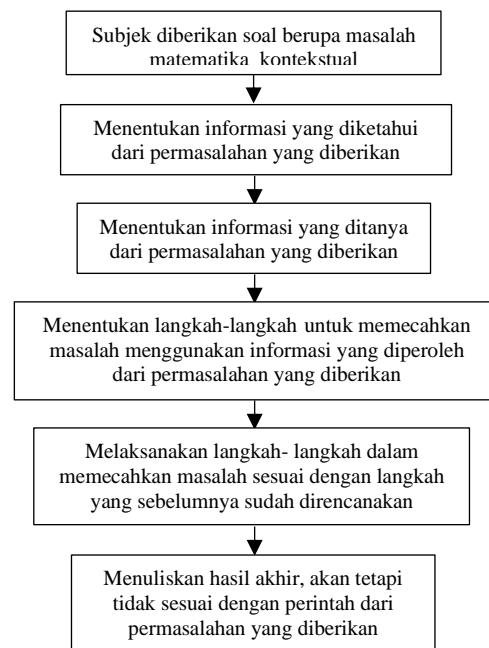 Subjek diberikan soal berupa masalah
matematika kontekstual
Menentukan informasi yang diketahui
dari permasalahan yang diberikan
Menentukan informasi yang ditanya
dari permasalahan yang diberikan
Menentukan langkah-langkah untuk memecahkan
masalah menggunakan informasi yang diperoleh
dari permasalahan yang diberikan
Melaksanakan langkah- langkah dalam
memecahkan masalah sesuai dengan langkah
yang sebelumnya sudah direncanakan
Menuliskan hasil akhir, akan tetapi
tidak sesuai dengan perintah dari
permasalahan yang diberikan